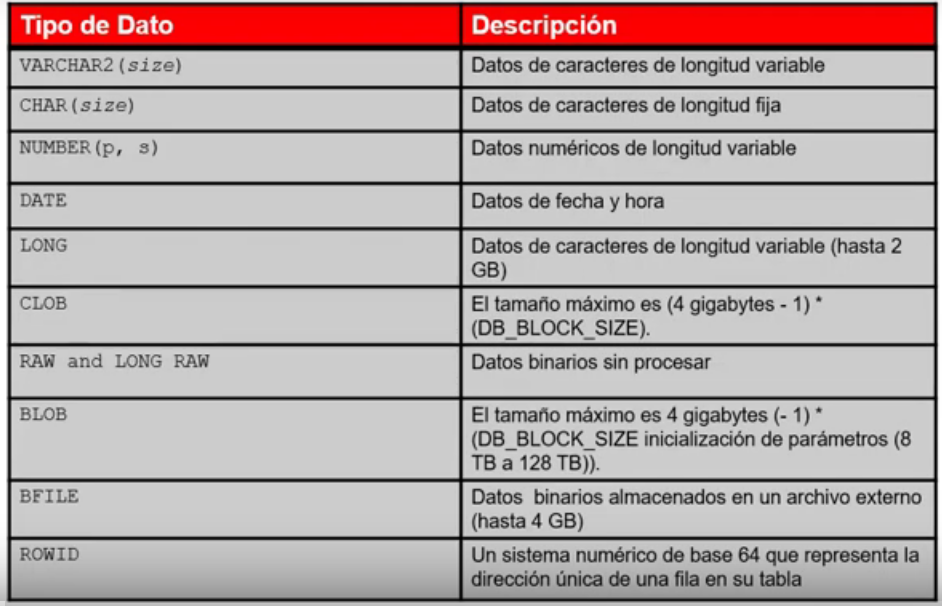 Tipo de Dato Descripción
VARCHAR2(size) Datos de caracteres de longitud variable
CHAR(size) Datos de caracteres de longitud fija
NUMBER(p, s) Datos numéricos de longitud variable
DATE Datos de fecha y hora
LONG Datos de caracteres de longitud variable (hasta 2
GB)
CLOB El tamaño máximo es (4 gigabytes - 1) *
(DB_BLOCK_SIZE).
RAW and LONG RAW Datos binarios sin procesar
BLOB El tamaño máximo es 4 gigabytes (- 1) *
(DB_BLOCK_SIZE inicialización de parámetros (8
TB a 128 TB)).
BFILE Datos binarios almacenados en un archivo externo
(hasta 4 GB)
ROWID Un sistema numérico de base 64 que representa la
dirección única de una fila en su tabla